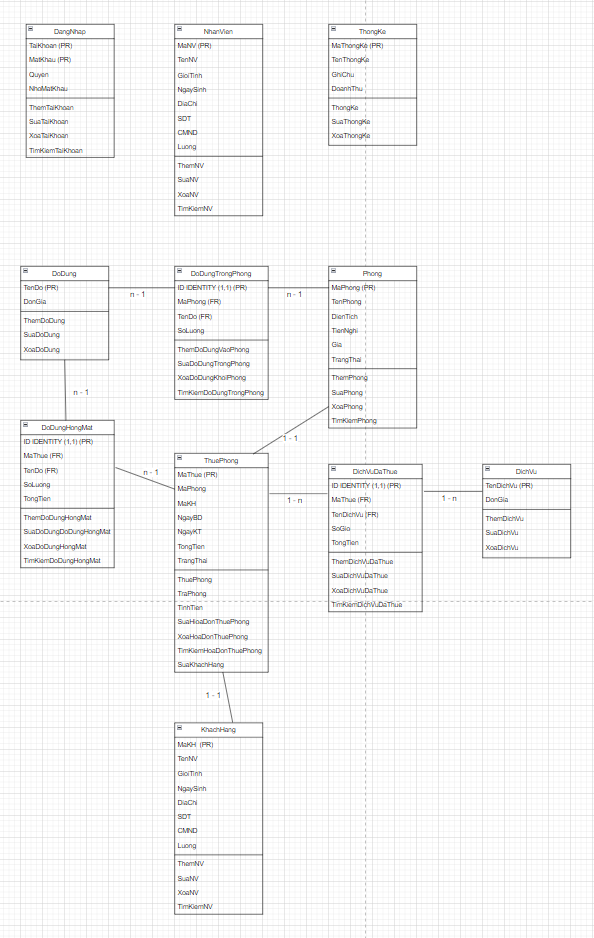 DangNhap
TaiKhoan (PR)
MatKhau (PR)
Quyen
NhoMatKhau
ThemTaiKhoan
SuaTaiKhoan
XoaTaiKhoan
TimKiemTaiKhoan
NhanVien
MaNV (PR)
TenNV
GioiTinh
NgaySinh
DiaChi
SDT
CMND
Luong
ThemNV
SuaNV
XoaNV
TimKiemNV
ThongKe
MaThongKe (PR)
TenThongKe
GhiChu
DoanhThu
ThongKe
SuaThongKe
XoaThongKe
DoDung
TenDo (PR)
DonGia
ThemDoDung
SuaDoDung
XoaDoDung
n - 1
DoDungTrongPhong
ID IDENTITY (1,1) (PR)
MaPhong (FR)
TenDo (FR)
SoLuong
ThemDoDungVaoPhong
SuaDoDungTrongPhong
XoaDoDungKhoiPhong
TimKiemDoDungTrongPhong
n - 1
Phong
MaPhong (PR)
TenPhong
DienTich
TienNghi
Gia
TrangThai
ThemPhong
SuaPhong
XoaPhong
TimKiemPhong
n - 1
DoDungHongMat
ID IDENTITY (1,1) (PR)
MaThue (FR)
TenDo (FR)
SoLuong
TongTien
ThemDoDungHongMat
SuaDoDungDoDungHongMat
XoaDoDungHongMat
TimKiemDoDungHongMat
n - 1
1 - 1
ThuePhong
MaThue (PR)
MaPhong
MaKH
NgayBD
NgayKT
TongTien
TrangThai
ThuePhong
TraPhong
TinhTien
SuaHioaDonThuePhong
XoaHoaDonThuePhong
TimKiemHoaDonThuePhong
SuaKhachHang
1 - n
DichVuDaThue
ID IDENTITY (1,1) (PR)
MaThue (FR)
TenDichVu (FR)
SoGio
TongTien
ThemDichVuDaThue
SuaDichVuDaThue
XoaDichVuDaThue
TimKiemDichVuDaThue
1 - n
DichVu
TenDichVu (PR)
DonGia
ThemDichVu
SuaDichVu
XoaDichVu
1 - 1
KhachHang
MaKH (PR)
TenNV
GioiTinh
NgaySinh
DiaChi
SDT
CMND
Luong
ThemNV
SuaNV
XoaNV
TimKiemNV